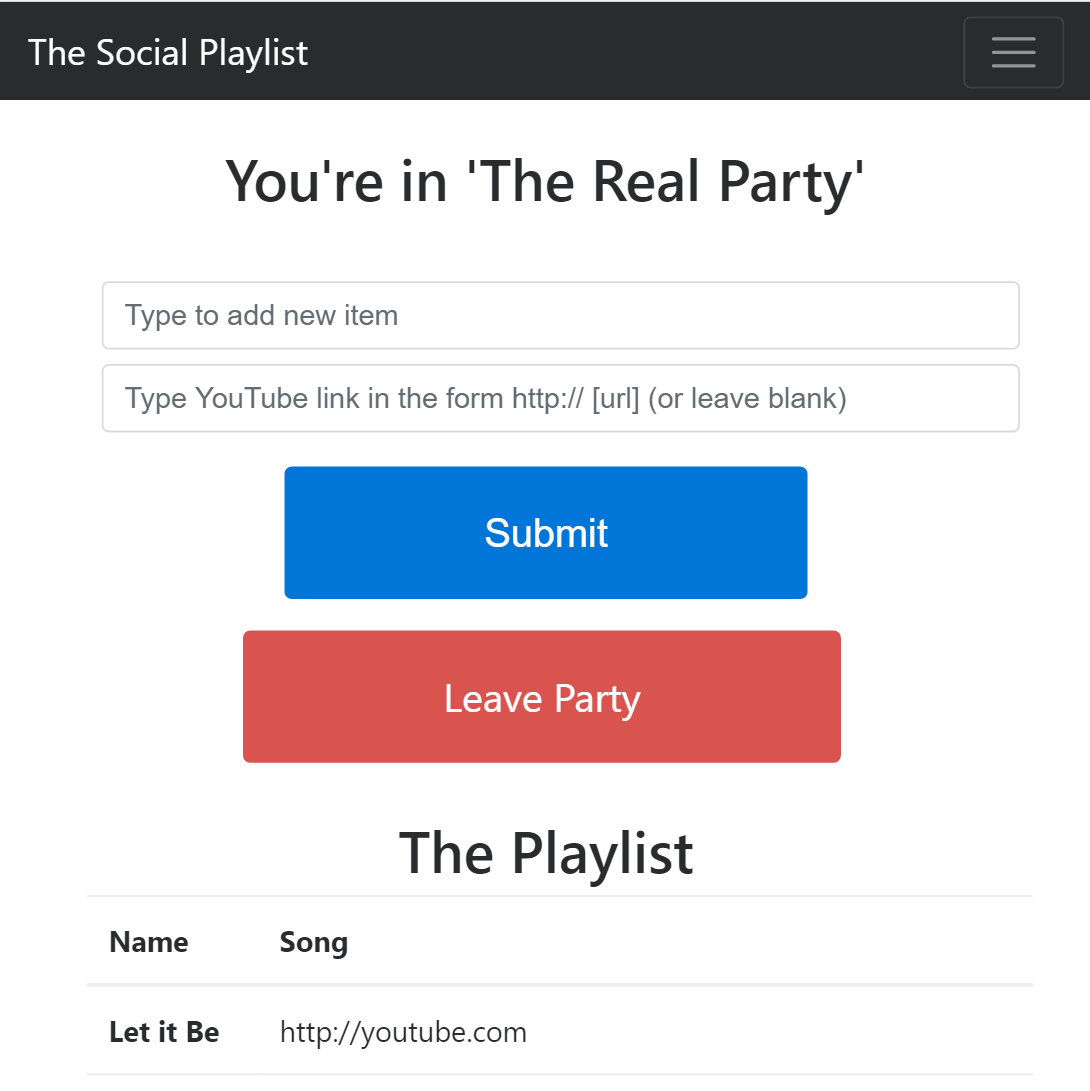 The Social Playlist
You're in 'The Real Party'
Type to add new item
Type YouTube link in the form http:// [url] (or leave blank)
Submit
Leave Party
The Playlist
Name Song
Let it Be http://youtube.com